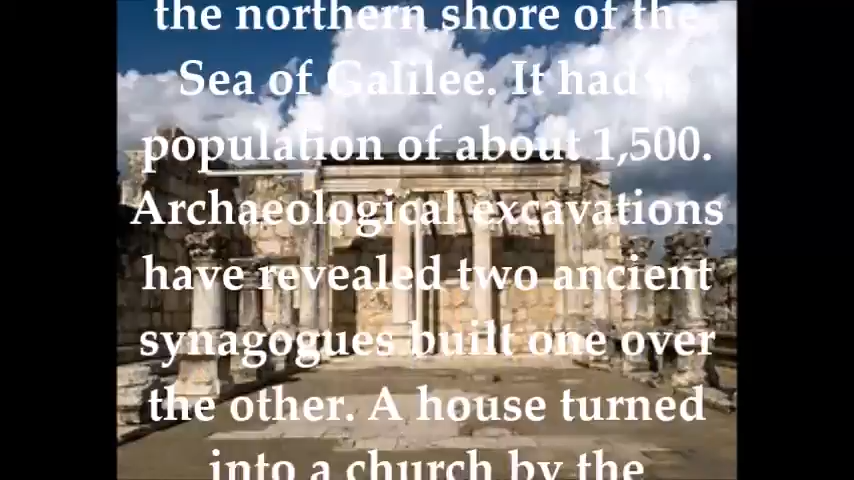 the northern shore of the
Sea of Galilee. It had a
population of about 1,500.
Archaeological excavations
have revealed two ancient
synagogues built one over
the other. A house turned
into a church by the